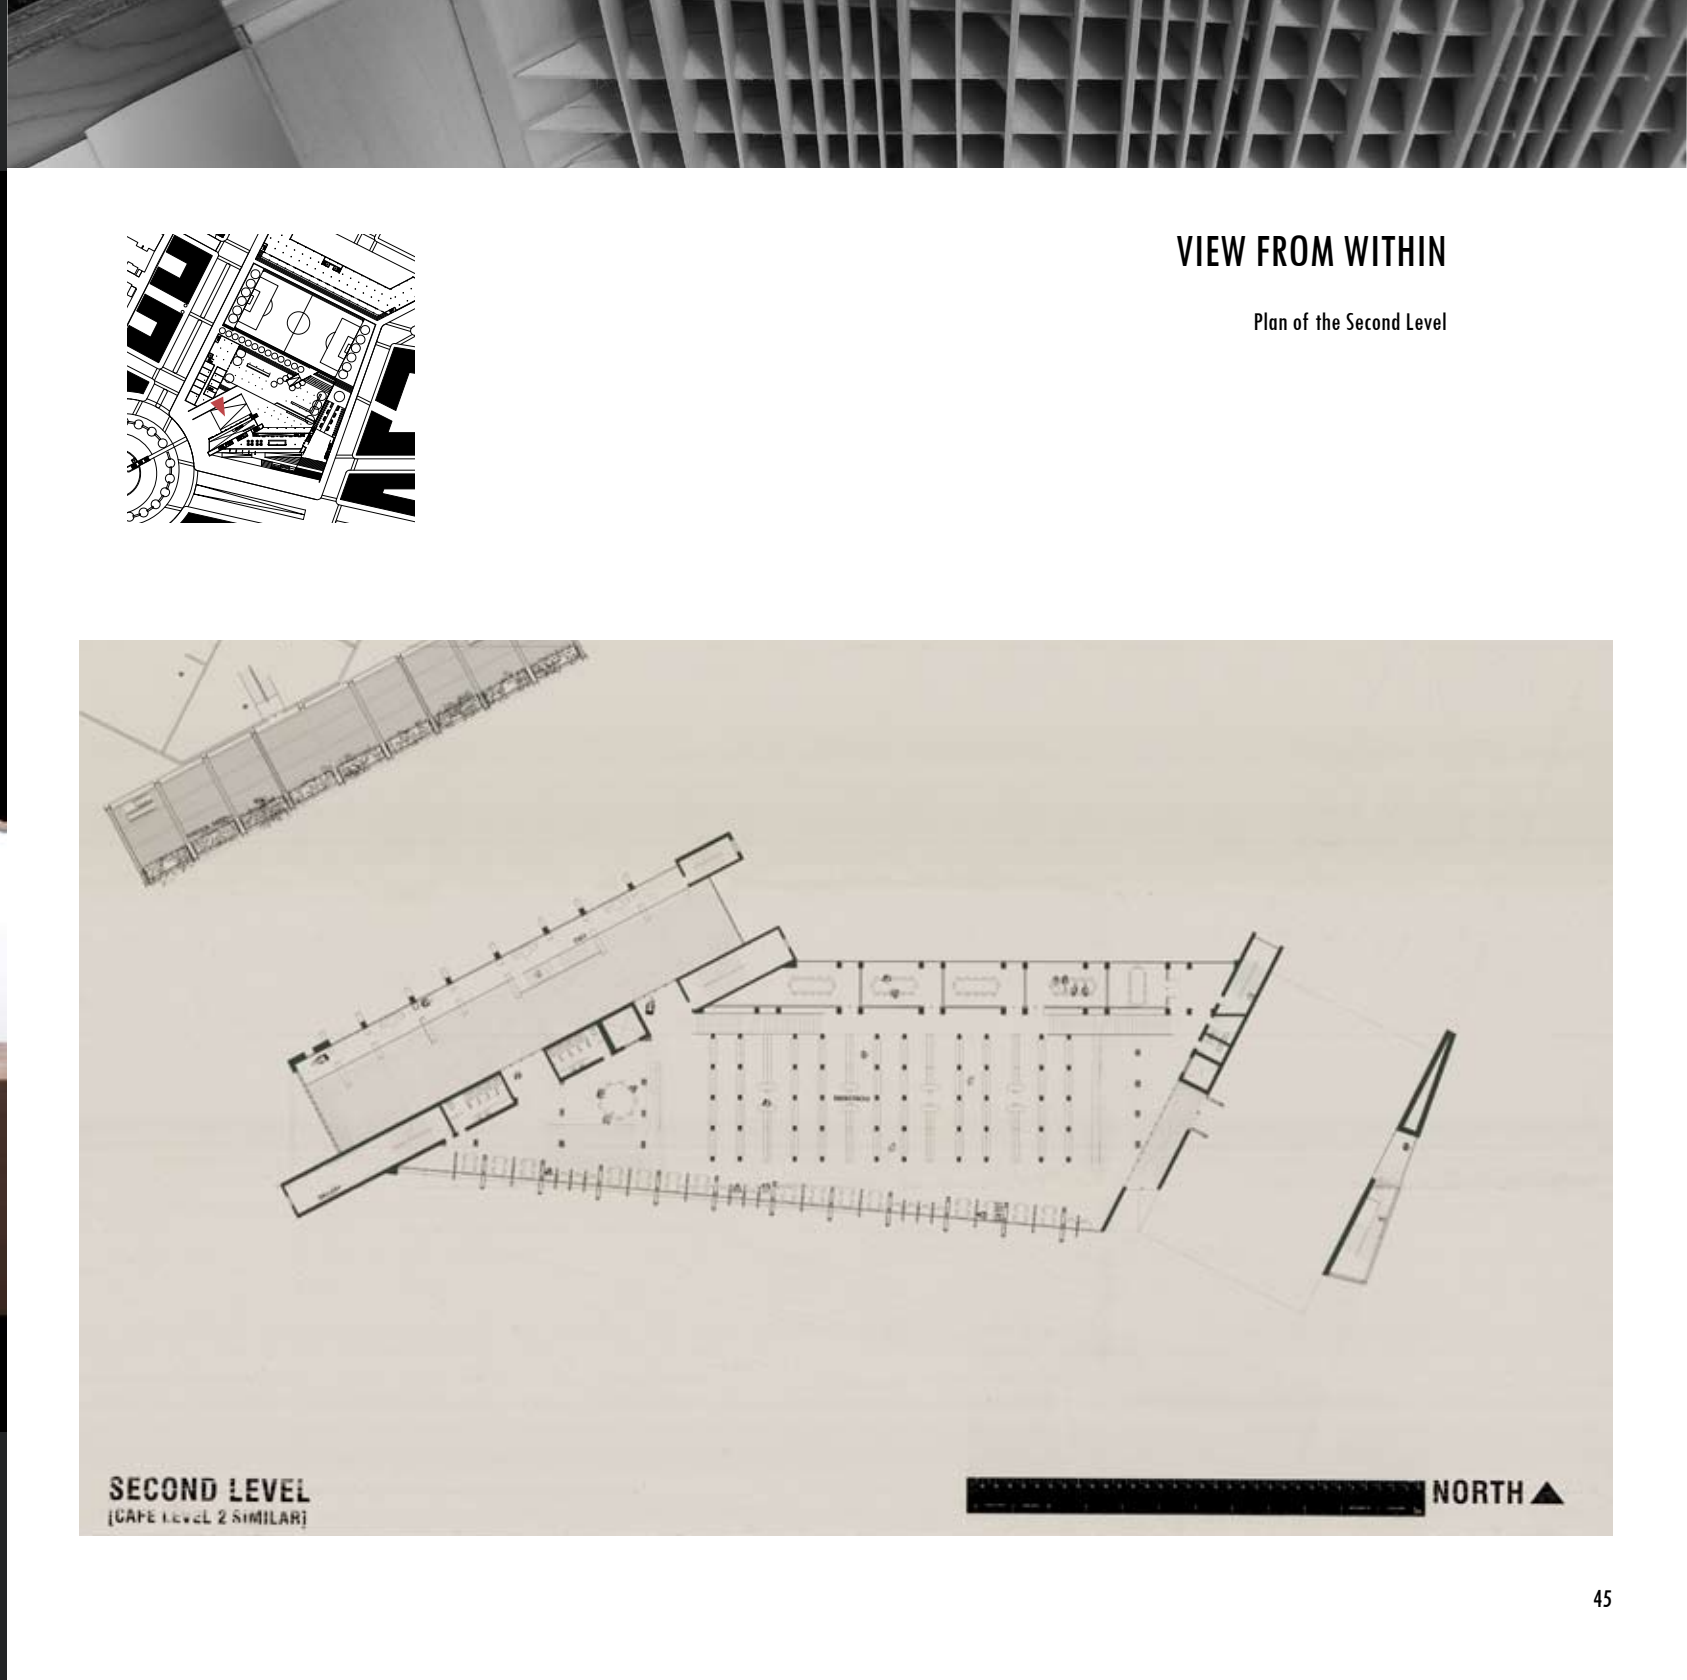 VIEW FROM WITHIN
Plan of the Second Level
SECOND LEVEL
[CAFE LEVEL 2 SIMILAR]
NORTH
45